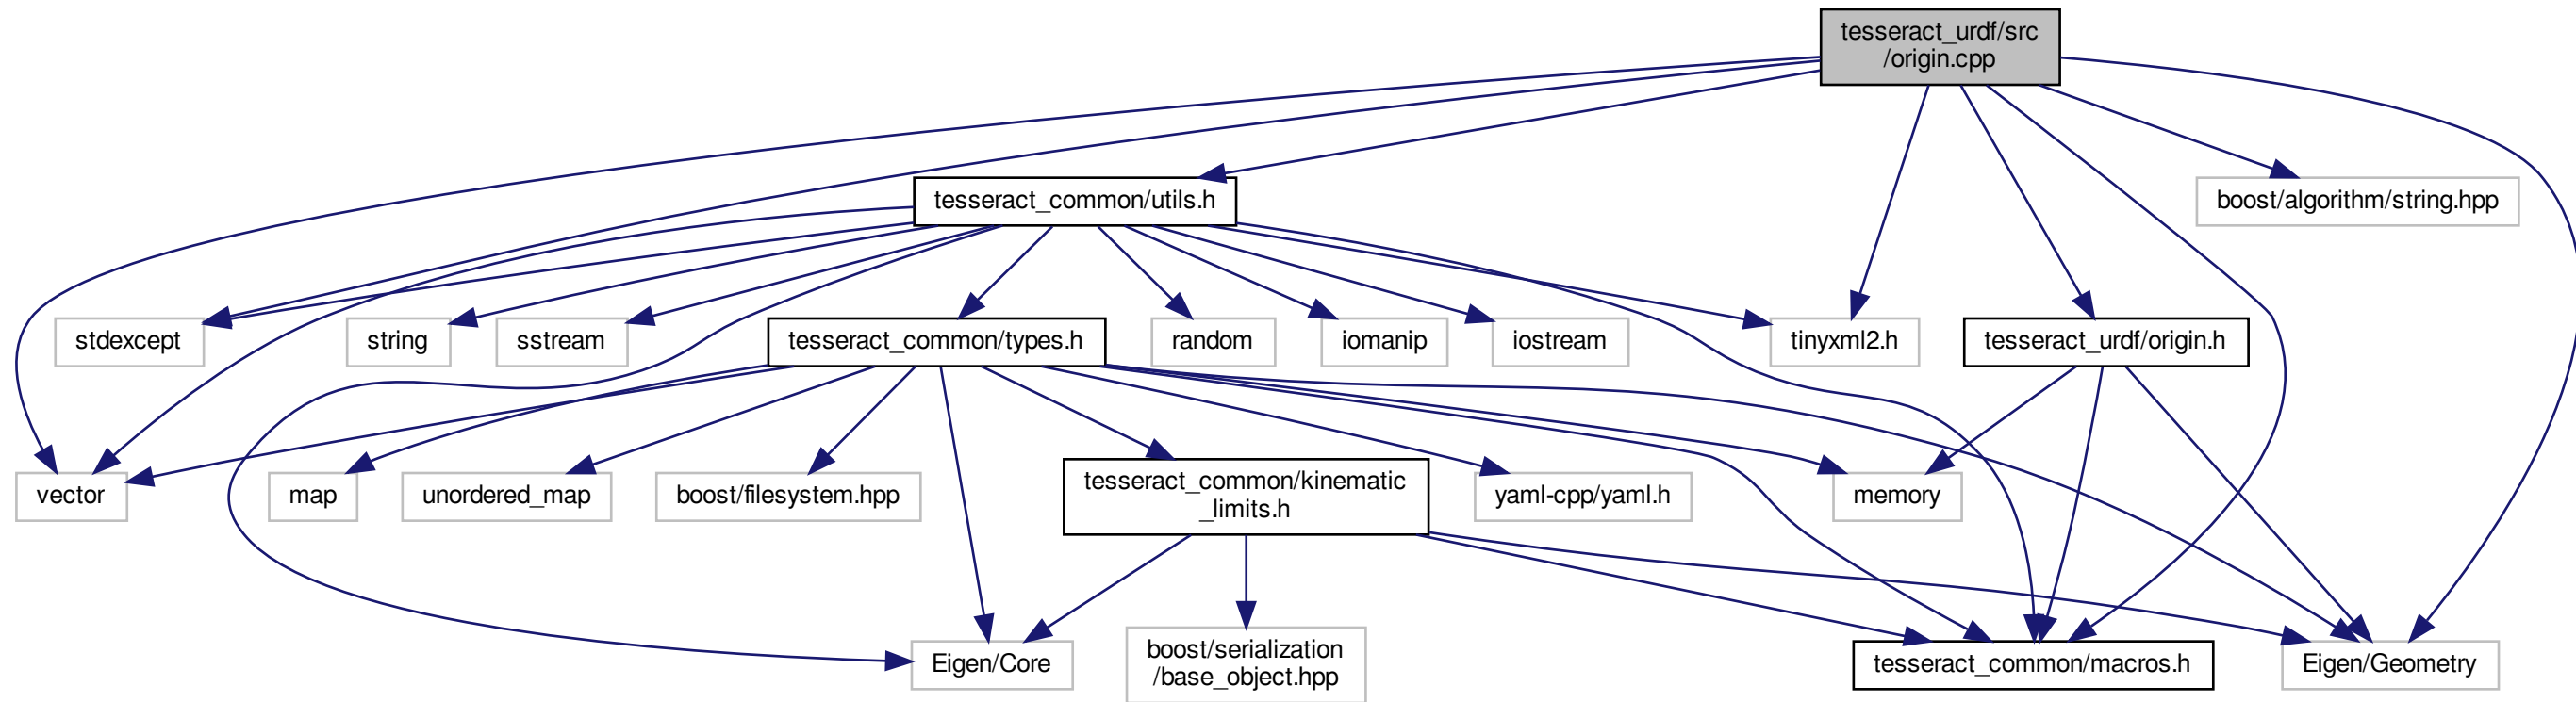 tesseract_urdf/src
/origin.cpp
tesseract_common/utils.h
boost/algorithm/string.hpp
stdexcept
string
sstream
tesseract_common/types.h
random
iomanip
iostream
tinyxml2.h
tesseract_urdf/origin.h
vector
map
unordered_map
boost/filesystem.hpp
tesseract_common/kinematic
_limits.h
yaml-cpp/yaml.h
memory
Eigen/Core
boost/serialization
/base_object.hpp
tesseract_common/macros.h
Eigen/Geometry